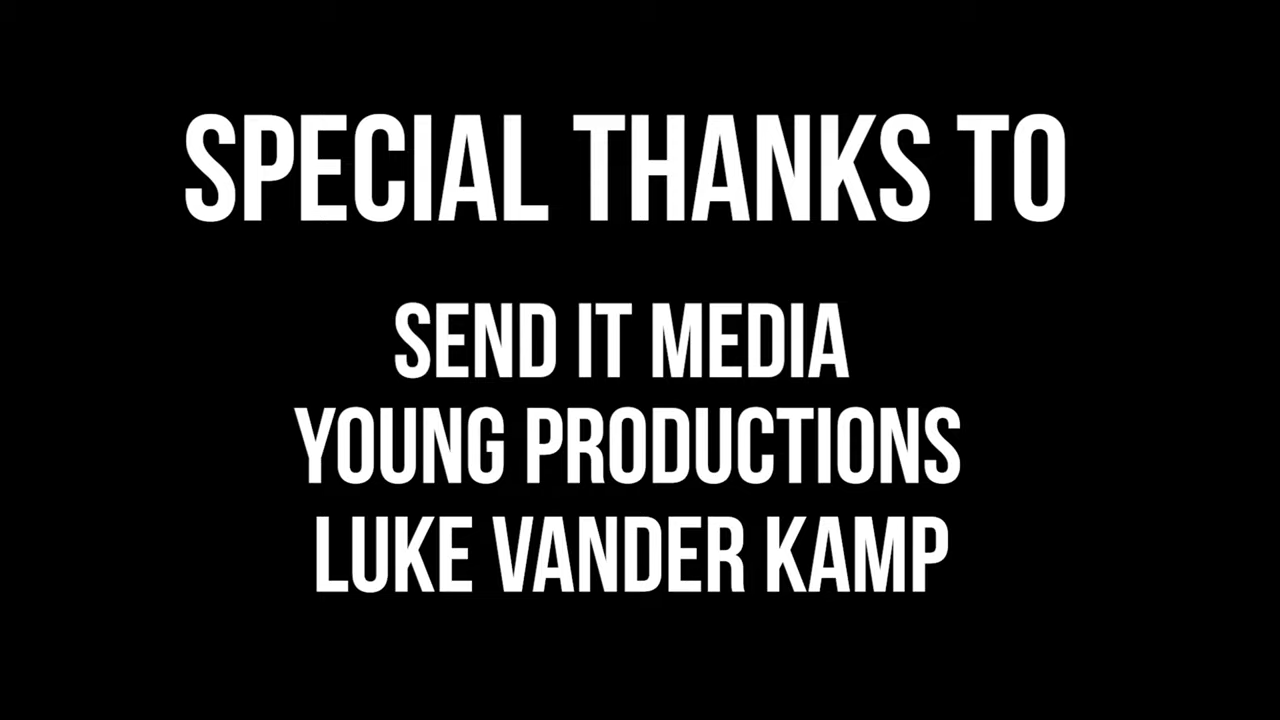 SPECIAL THANKS TO
SEND IT MEDIA
YOUNG PRODUCTIONS
LUKE VANDER KAMP